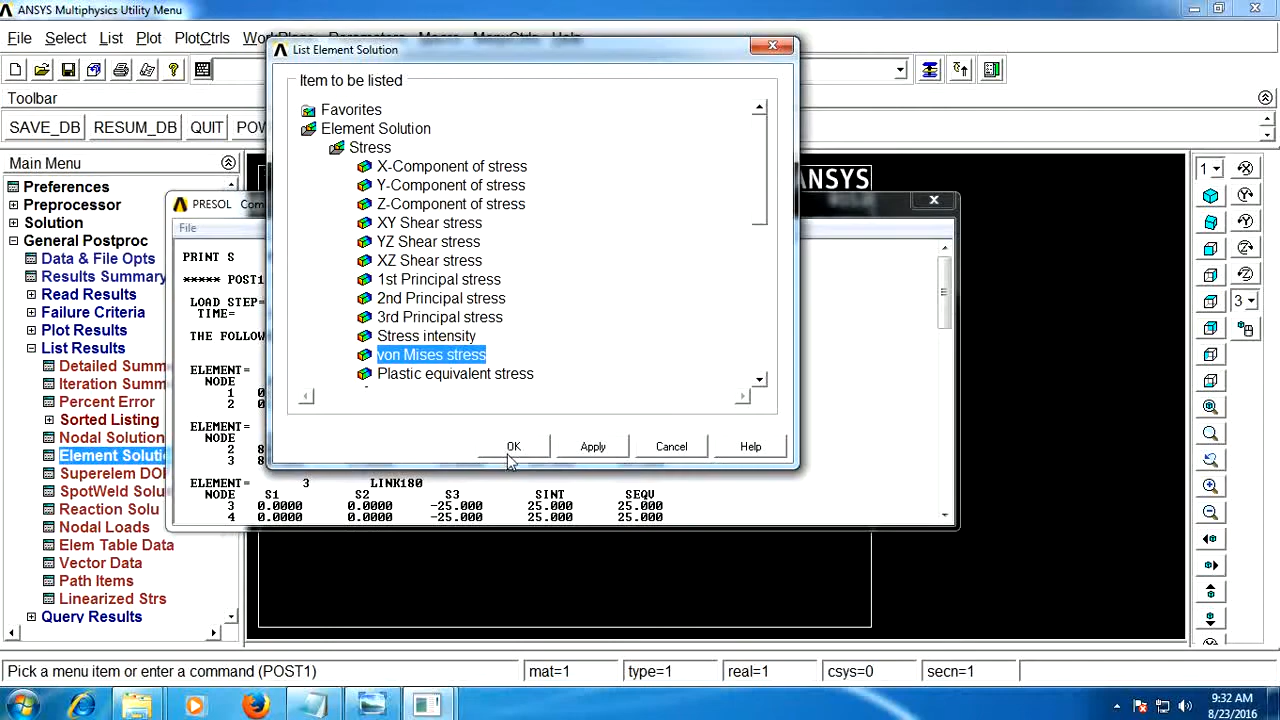 ANSYS Multiphysics Utility Menu
File Select List Plot PlotCtrls
List Element Solution
Item to be listed
Favorites
Element Solution
Stress
X-Component of stress
Y-Component of stress
Z-Component of stress
XY Shear stress
YZ Shear stress
XZ Shear stress
1st Principal stress
2nd Principal stress
3rd Principal stress
Stress intensity
von Mises stress
Plastic equivalent stress
OK Apply Cancel Help
Toolbar
SAVE_DB RESUM_DB QUIT
Main Menu
Preferences
Preprocessor
Solution
General Postproc
Data & File Opts
Results Summary
Read Results
Failure Criteria
Plot Results
List Results
Detailed Summ
Iteration Summ
Percent Error
Sorted Listing
Nodal Solution
Element Soluti
Superelem DO
SpotWeld Solu
Reaction Solu
Nodal Loads
Elem Table Data
Vector Data
Path Items
Linearized Strs
Query Results
ANSYS
PRESOL Com
File
PRINT S
***** POST1
LOAD STEP=
TIME=
THE FOLLOW
ELEMENT=
NODE
1 0
2 0
ELEMENT=
NODE
2 8
3 8
ELEMENT= 3 LINK180
NODE S1 S2 S3 SINT SEQV
3 0.0000 0.0000 -25.000 25.000 25.000
4 0.0000 0.0000 -25.000 25.000 25.000
1
3
Pick a menu item or enter a command (POST1) mat=1 type=1 real=1 csys=0 secn=1
9:32 AM
8/23/2016